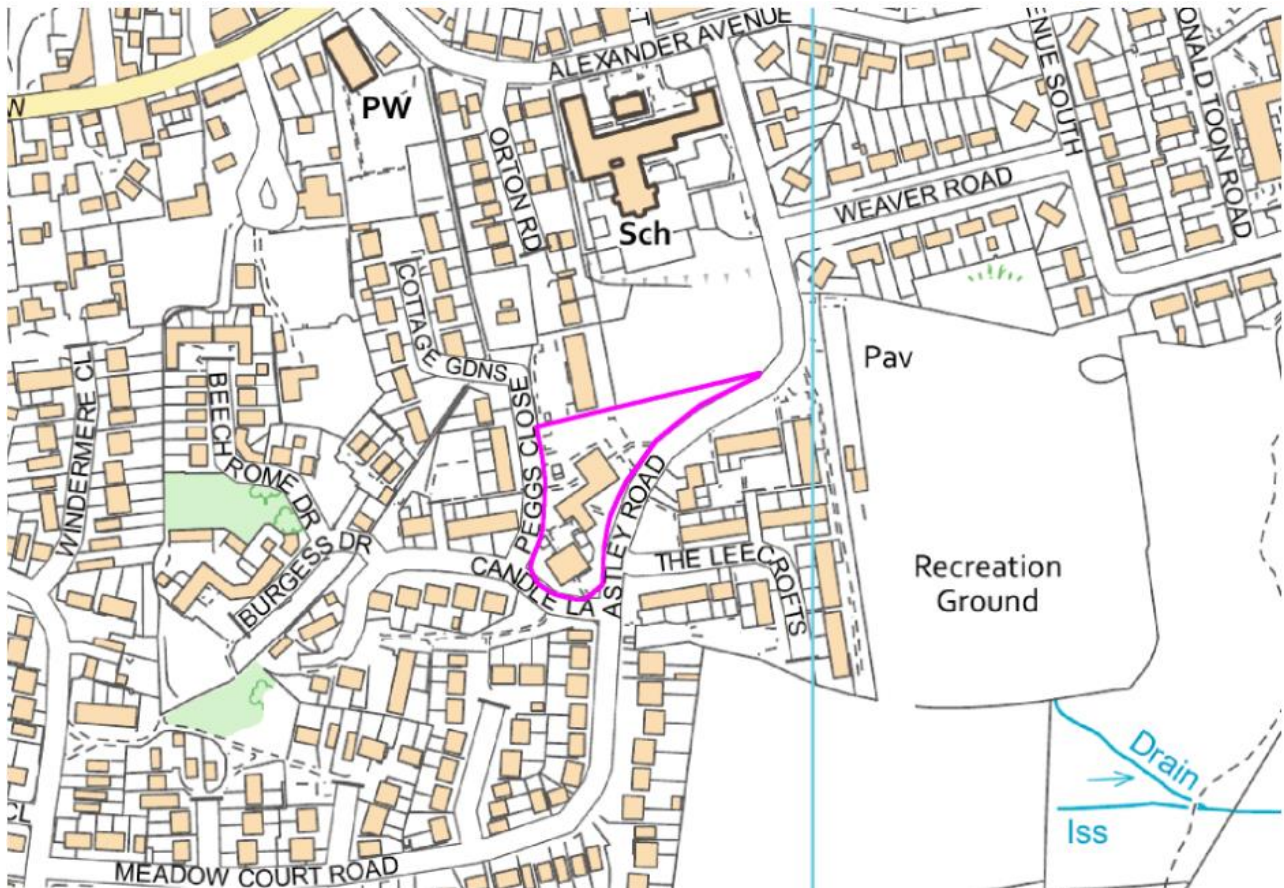 ALEXANDER AVENUE
PW
ORTON RD
Sch
WEAVER ROAD
ENUE SOUTH
ONALD TOON ROAD
COTTAGE GDNS
Pav
WINDERMERE CL
BEECH
ROME DR
PEGGS CLOSE
ASTLEY ROAD
BURGESS DR
CANDLE LA
THE LEECROFTS
Recreation
Ground
Drain
Iss
CL
MEADOW COURT ROAD